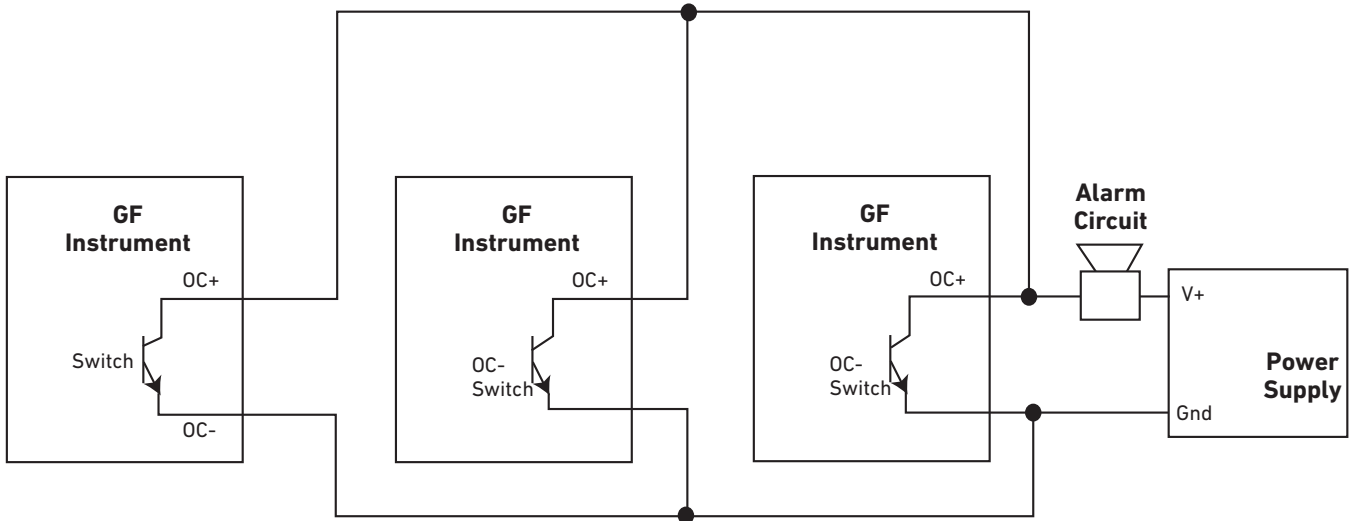 GF
Instrument
OC+
Switch
OC-
GF
Instrument
OC+
OC-
Switch
GF
Instrument
OC+
OC-
Switch
Alarm
Circuit
V+
Power
Supply
Gnd